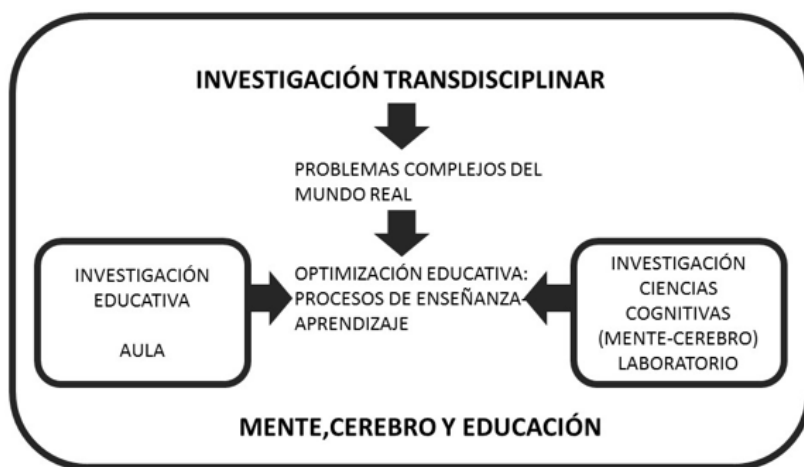 INVESTIGACIÓN TRANSDISCIPLINAR
PROBLEMAS COMPLEJOS DEL
MUNDO REAL
INVESTIGACIÓN
EDUCATIVA
AULA
OPTIMIZACIÓN EDUCATIVA:
PROCESOS DE ENSEÑANZA-
APRENDIZAJE
INVESTIGACIÓN
CIENCIAS
COGNITIVAS
(MENTE-CEREBRO)
LABORATORIO
MENTE,CEREBRO Y EDUCACIÓN